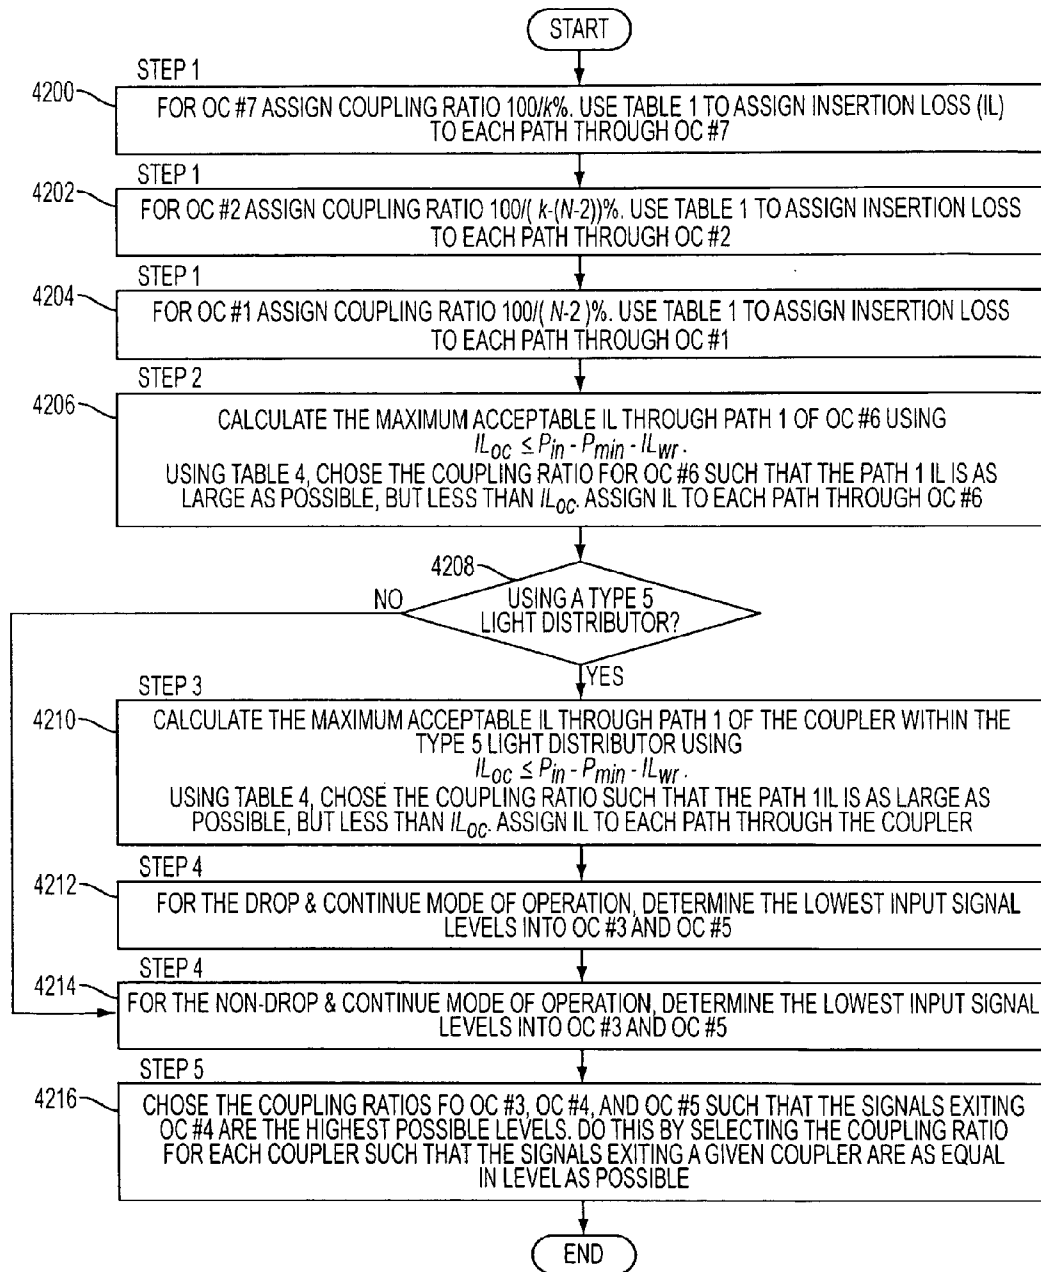 START
STEP 1
4200
FOR OC #7 ASSIGN COUPLING RATIO 100/k%. USE TABLE 1 TO ASSIGN INSERTION LOSS (IL)
TO EACH PATH THROUGH OC #7
STEP 1
4202
FOR OC #2 ASSIGN COUPLING RATIO 100/( k-(N-2))%. USE TABLE 1 TO ASSIGN INSERTION LOSS
TO EACH PATH THROUGH OC #2
STEP 1
4204
FOR OC #1 ASSIGN COUPLING RATIO 100/( N-2 )%. USE TABLE 1 TO ASSIGN INSERTION LOSS
TO EACH PATH THROUGH OC #1
STEP 2
4206
CALCULATE THE MAXIMUM ACCEPTABLE IL THROUGH PATH 1 OF OC #6 USING
ILoc ≤ Pin - Pmin - ILwr.
USING TABLE 4, CHOSE THE COUPLING RATIO FOR OC #6 SUCH THAT THE PATH 1 IL IS AS
LARGE AS POSSIBLE, BUT LESS THAN ILOC. ASSIGN IL TO EACH PATH THROUGH OC #6
4208
NO
USING A TYPE 5
LIGHT DISTRIBUTOR?
YES
STEP 3
4210
CALCULATE THE MAXIMUM ACCEPTABLE IL THROUGH PATH 1 OF THE COUPLER WITHIN THE
TYPE 5 LIGHT DISTRIBUTOR USING
ILoc ≤ Pin - Pmin - ILwr.
USING TABLE 4, CHOSE THE COUPLING RATIO SUCH THAT THE PATH 1IL IS AS LARGE AS
POSSIBLE, BUT LESS THAN ILOC. ASSIGN IL TO EACH PATH THROUGH THE COUPLER
STEP 4
4212
FOR THE DROP & CONTINUE MODE OF OPERATION, DETERMINE THE LOWEST INPUT SIGNAL
LEVELS INTO OC #3 AND OC #5
STEP 4
4214
FOR THE NON-DROP & CONTINUE MODE OF OPERATION, DETERMINE THE LOWEST INPUT SIGNAL
LEVELS INTO OC #3 AND OC #5
STEP 5
4216
CHOSE THE COUPLING RATIOS FO OC #3, OC #4, AND OC #5 SUCH THAT THE SIGNALS EXITING
OC #4 ARE THE HIGHEST POSSIBLE LEVELS. DO THIS BY SELECTING THE COUPLING RATIO
FOR EACH COUPLER SUCH THAT THE SIGNALS EXITING A GIVEN COUPLER ARE AS EQUAL
IN LEVEL AS POSSIBLE
END